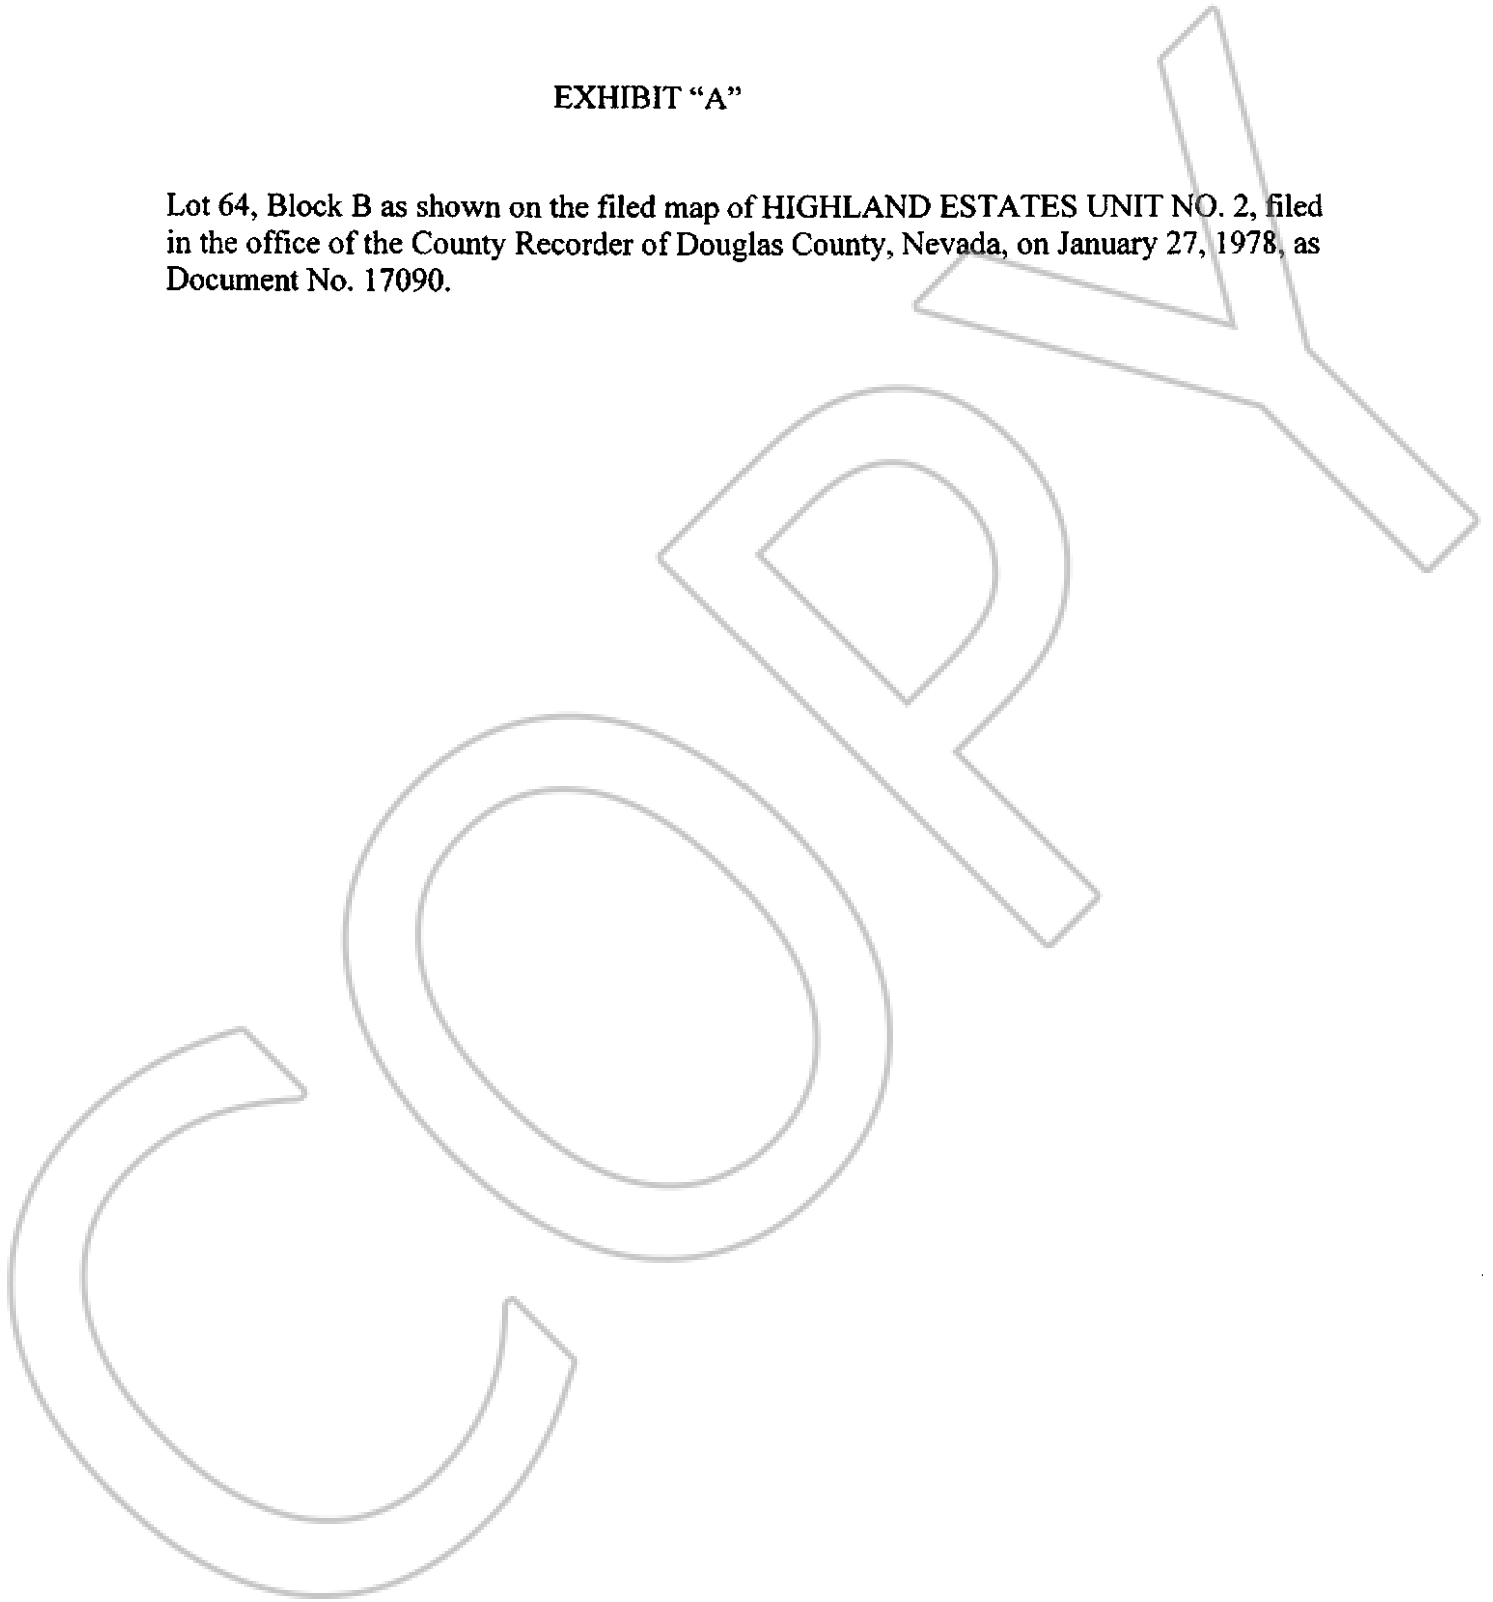 EXHIBIT “A”
Lot 64, Block B as shown on the filed map of HIGHLAND ESTATES UNIT NO. 2, filed
in the office of the County Recorder of Douglas County, Nevada, on January 27, 1978, as
Document No. 17090.
COPY